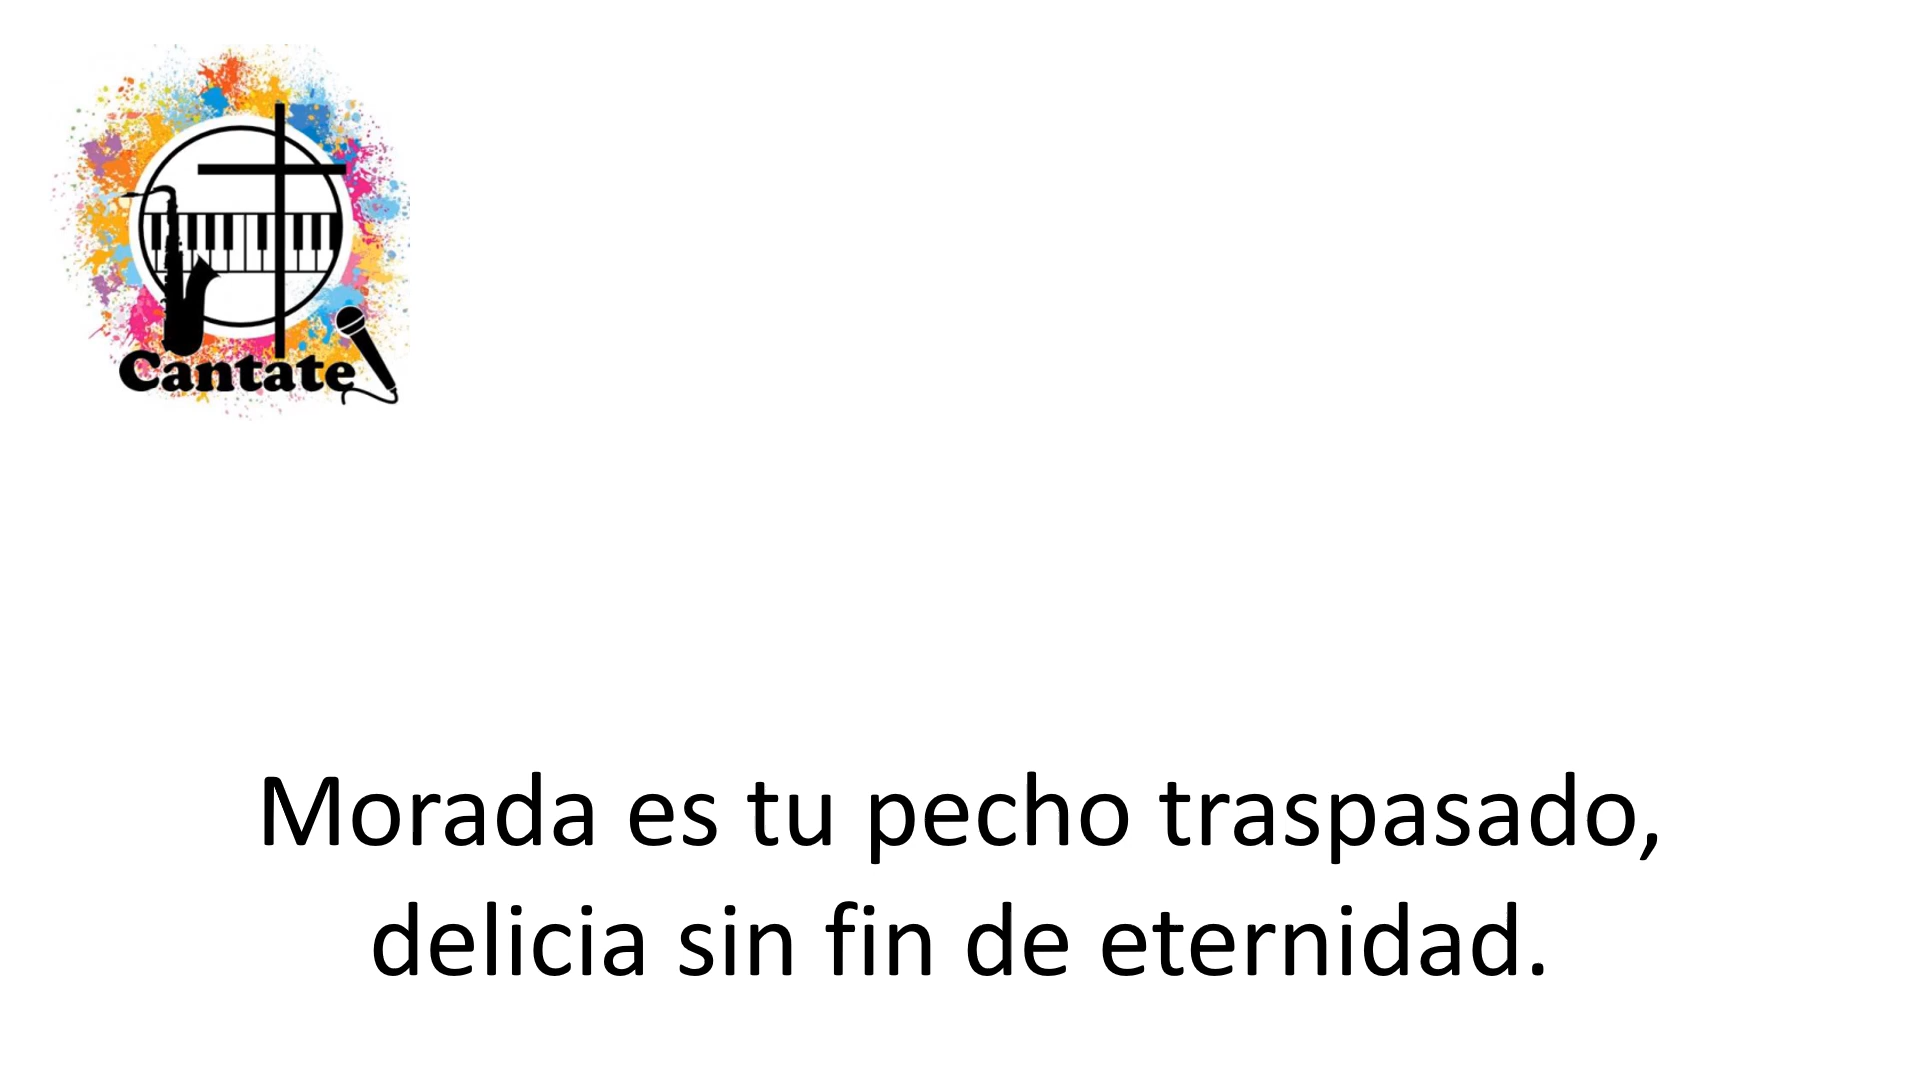 Cantate
Morada es tu pecho traspasado,
delicia sin fin de eternidad.